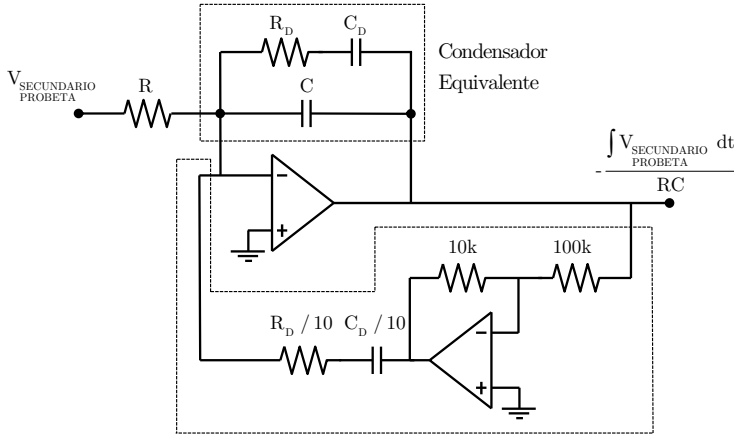 R_D C_D
Condensador
Equivalente
V_SECUNDARIO PROBETA
R
C
∫ V_SECUNDARIO PROBETA dt
-
RC
-
+
10k 100k
R_D / 10 C_D / 10
-
+